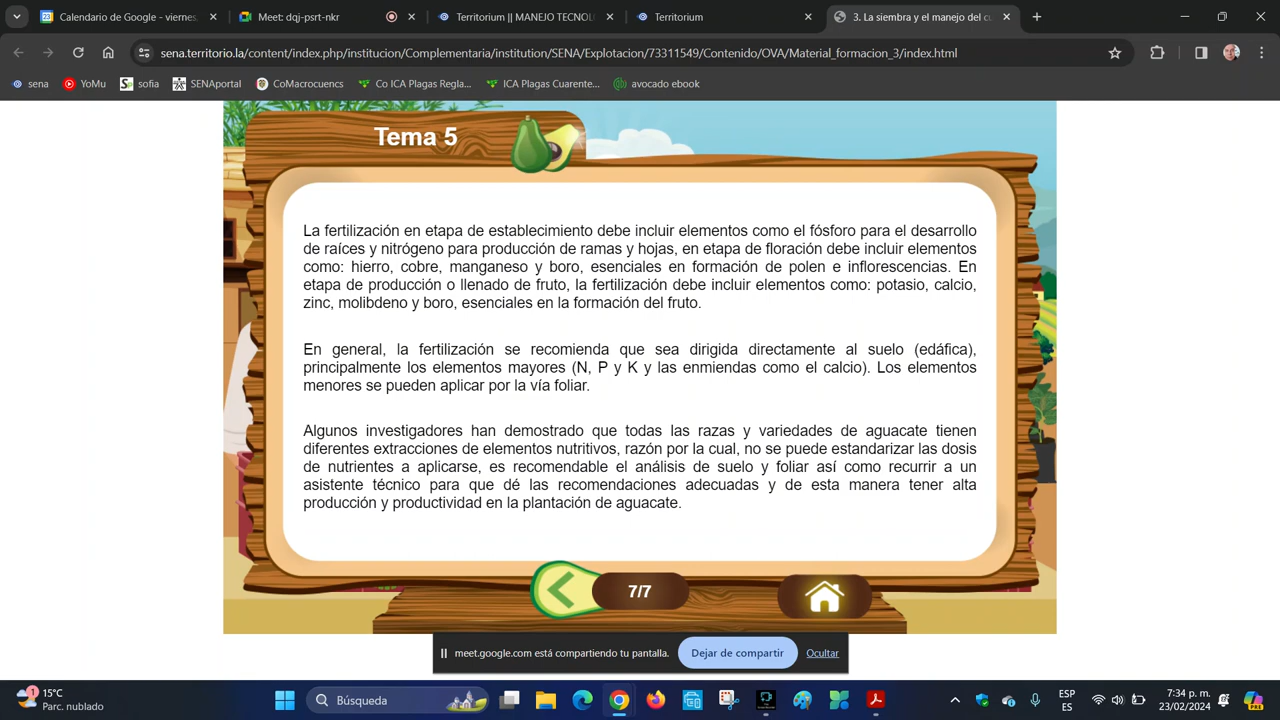 Calendario de Google - viernes,
Meet: dqj-psrt-nkr
Territorium || MANEJO TECNOL
Territorium
3. La siembra y el manejo del cu
sena.territorio.la/content/index.php/institucion/Complementaria/institution/SENA/Explotacion/73311549/Contenido/OVA/Material_formacion_3/index.html
sena
YoMu
sofia
SENAportal
CoMacrocuencs
Co ICA Plagas Regla...
ICA Plagas Cuarente...
avocado ebook
Tema 5
La fertilización en etapa de establecimiento debe incluir elementos como el fósforo para el desarrollo
de raíces y nitrógeno para producción de ramas y hojas, en etapa de floración debe incluir elementos
como: hierro, cobre, manganeso y boro, esenciales en formación de polen e inflorescencias. En
etapa de producción o llenado de fruto, la fertilización debe incluir elementos como: potasio, calcio,
zinc, molibdeno y boro, esenciales en la formación del fruto.
En general, la fertilización se recomienda que sea dirigida directamente al suelo (edáfica),
principalmente los elementos mayores (N, P y K y las enmiendas como el calcio). Los elementos
menores se pueden aplicar por la vía foliar.
Algunos investigadores han demostrado que todas las razas y variedades de aguacate tienen
diferentes extracciones de elementos nutritivos, razón por la cual, no se puede estandarizar las dosis
de nutrientes a aplicarse, es recomendable el análisis de suelo y foliar así como recurrir a un
asistente técnico para que dé las recomendaciones adecuadas y de esta manera tener alta
producción y productividad en la plantación de aguacate.
7/7
meet.google.com está compartiendo tu pantalla.
Dejar de compartir
Ocultar
1
15°C
Parc. nublado
Búsqueda
ESP
ES
7:34 p. m.
23/02/2024